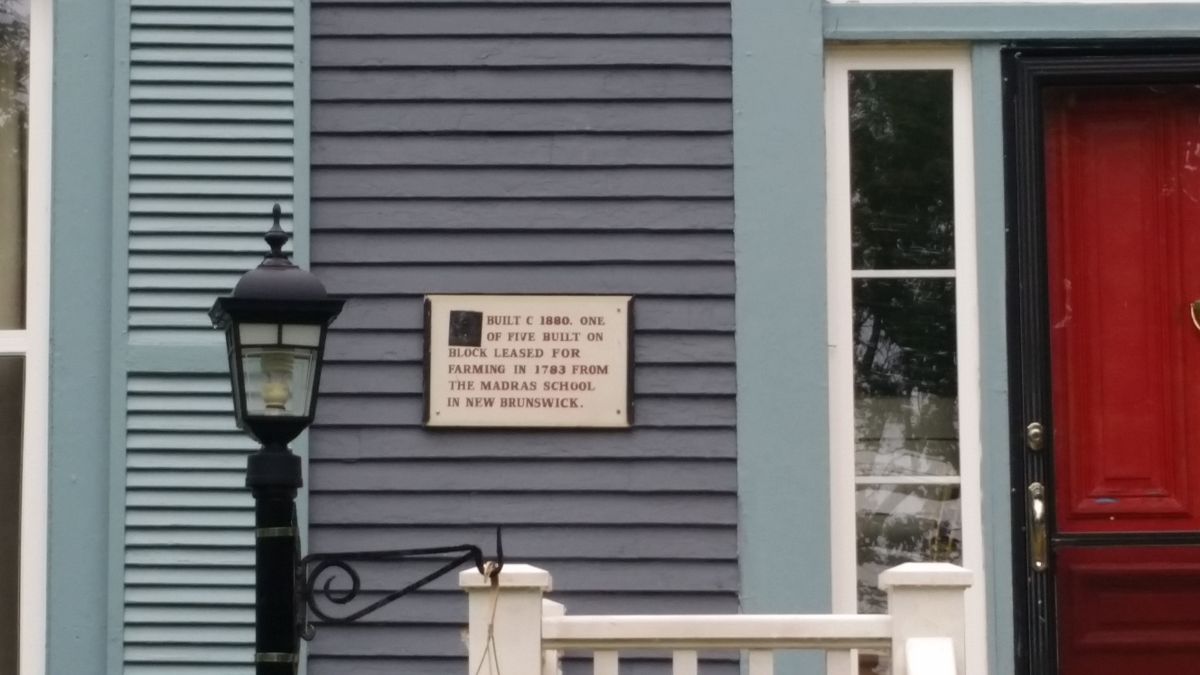 BUILT C 1880. ONE
OF FIVE BUILT ON
BLOCK LEASED FOR
FARMING IN 1783 FROM
THE MADRAS SCHOOL
IN NEW BRUNSWICK.